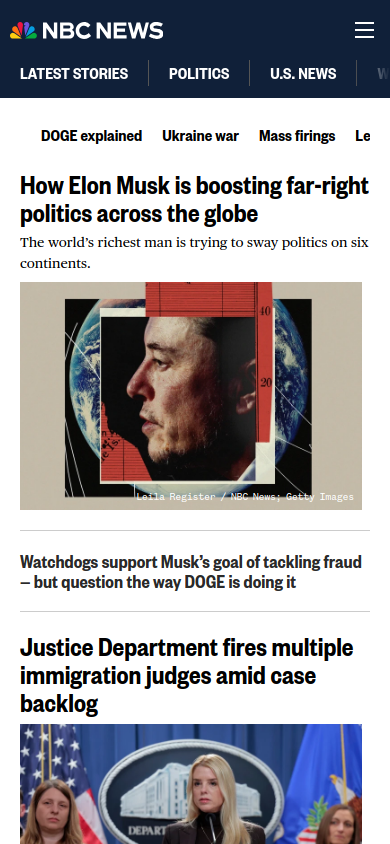 NBC NEWS
LATEST STORIES
POLITICS
U.S. NEWS
DOGE explained
Ukraine war
Mass firings
Le
How Elon Musk is boosting far-right
politics across the globe
The world's richest man is trying to sway politics on six
continents.
40
20
Leila Register / NBC News; Getty Images
Watchdogs support Musk's goal of tackling fraud
– but question the way DOGE is doing it
Justice Department fires multiple
immigration judges amid case
backlog
DEPART